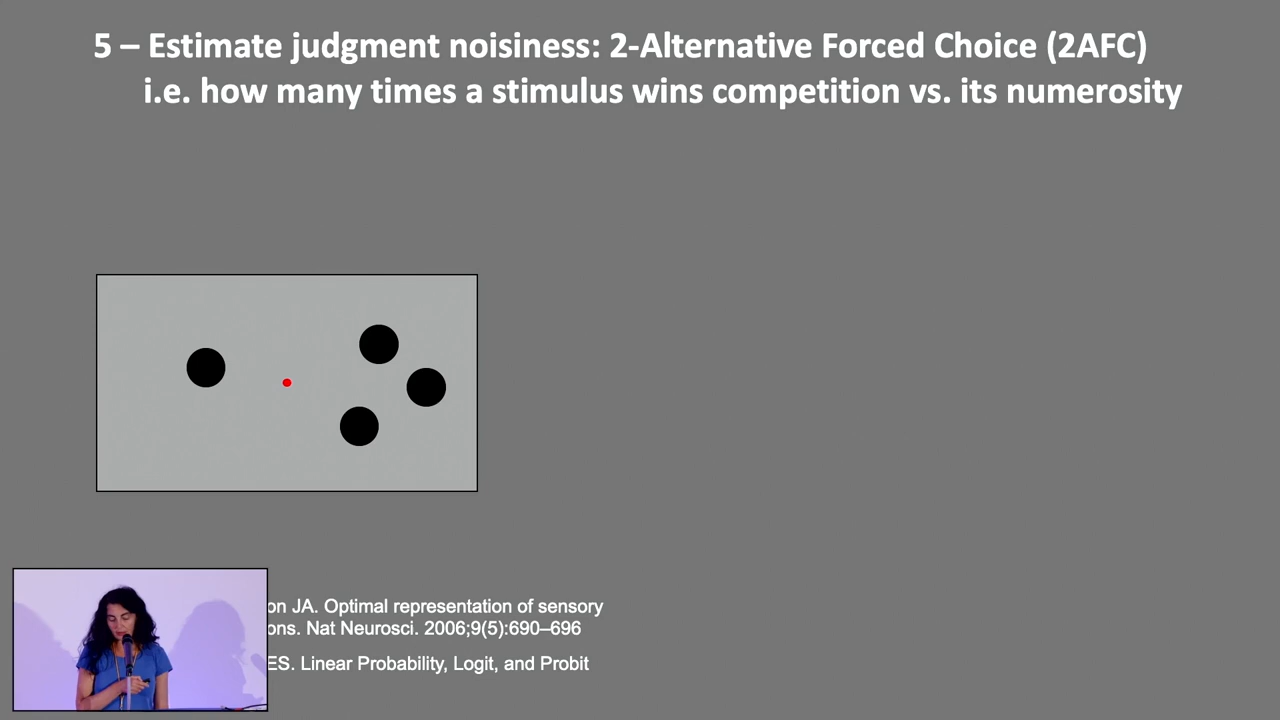 5 – Estimate judgment noisiness: 2-Alternative Forced Choice (2AFC)
i.e. how many times a stimulus wins competition vs. its numerosity
on JA. Optimal representation of sensory
ons. Nat Neurosci. 2006;9(5):690–696
ES. Linear Probability, Logit, and Probit